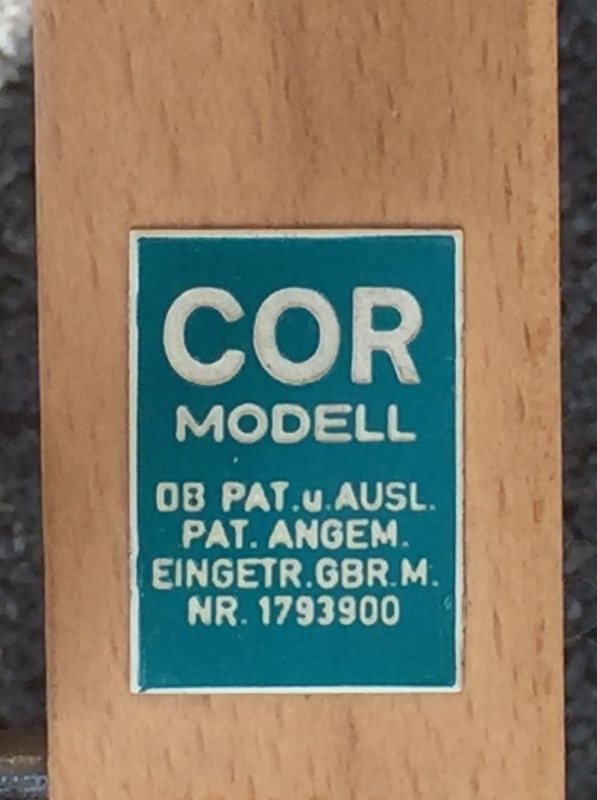 COR
MODELL
DB PAT.u.AUSL.
PAT. ANGEM.
EINGETR.GBR.M.
NR. 1793900